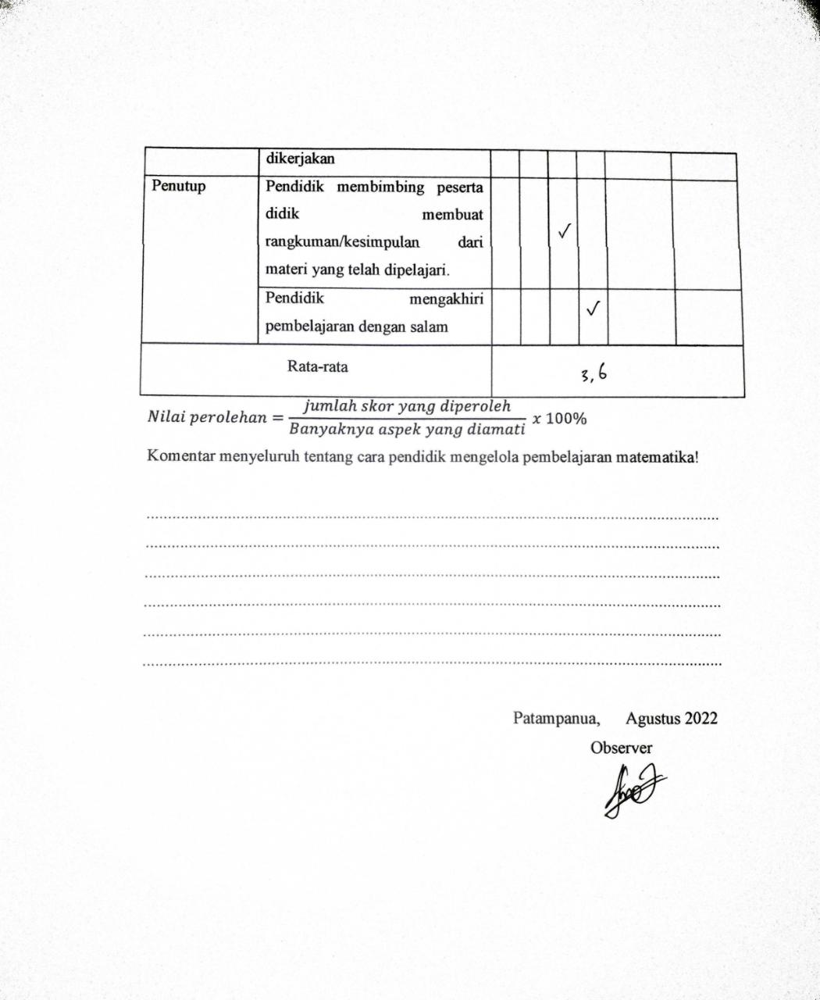 dikerjakan
Penutup
Pendidik membimbing peserta
didik membuat
rangkuman/kesimpulan dari
materi yang telah dipelajari.
✓
Pendidik mengakhiri
pembelajaran dengan salam
✓
Rata-rata
3,6
Nilai perolehan = jumlah skor yang diperoleh / Banyaknya aspek yang diamati x 100%
Komentar menyeluruh tentang cara pendidik mengelola pembelajaran matematika!
Patampanua, Agustus 2022
Observer